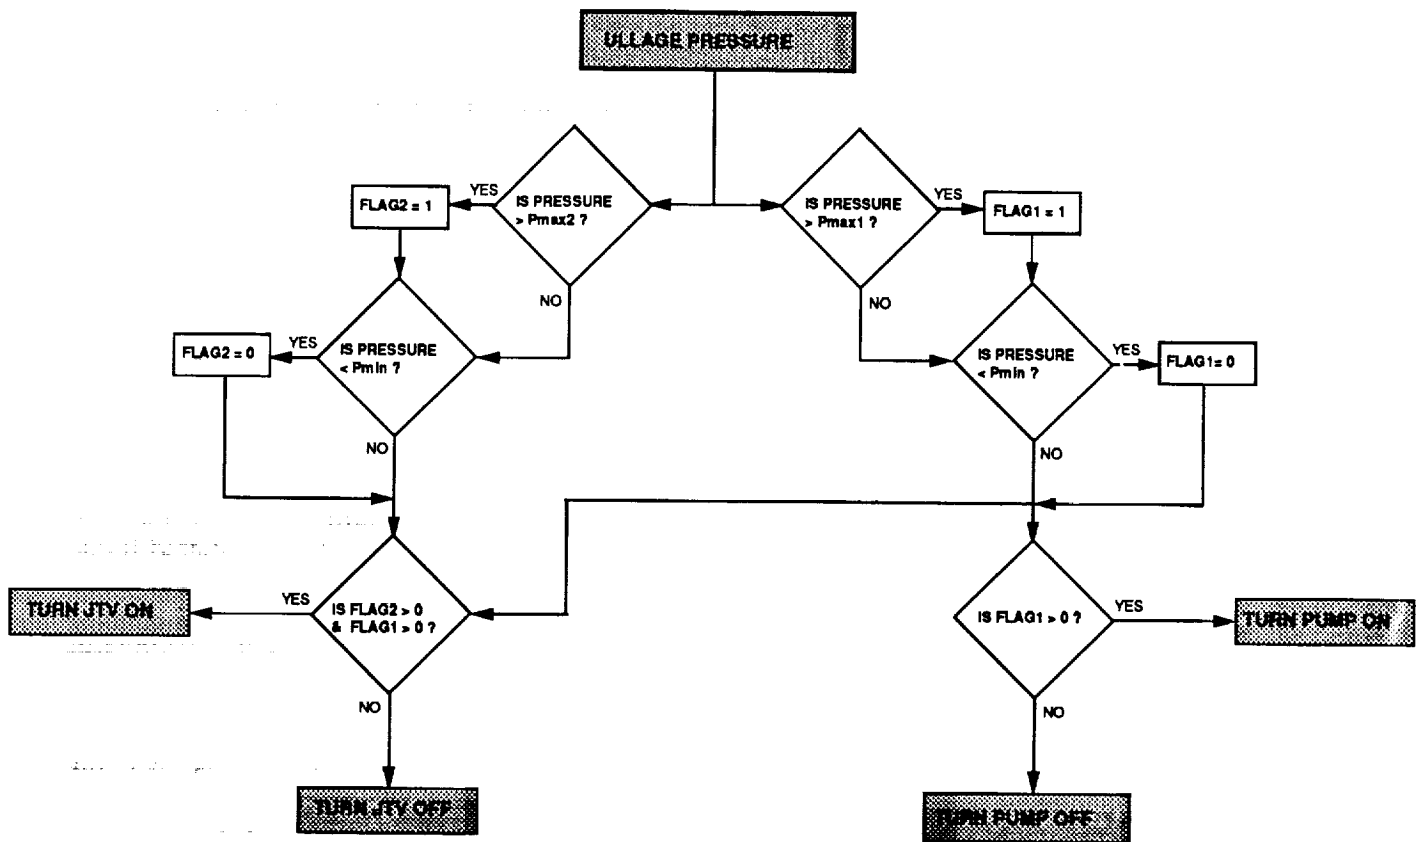 ULLAGE PRESSURE
YES
IS PRESSURE
> Pmax2 ?
NO
FLAG2 = 1
IS PRESSURE
> Pmax1 ?
YES
NO
FLAG1 = 1
FLAG2 = 0
YES
IS PRESSURE
< Pmin ?
NO
IS PRESSURE
< Pmin ?
YES
NO
FLAG1= 0
TURN JTV ON
YES
IS FLAG2 > 0
& FLAG1 > 0 ?
NO
IS FLAG1 > 0 ?
YES
NO
TURN PUMP ON
TURN JTV OFF
TURN PUMP OFF